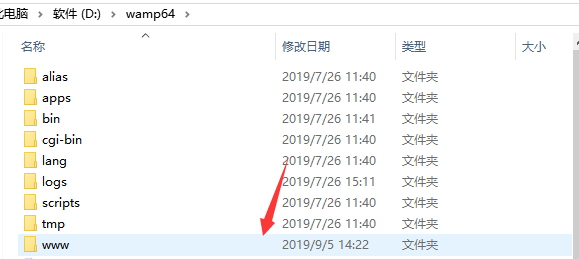 比电脑 > 软件 (D:) > wamp64 >
名称 修改日期 类型 大小
alias 2019/7/26 11:40 文件夹
apps 2019/7/26 11:40 文件夹
bin 2019/7/26 11:41 文件夹
cgi-bin 2019/7/26 11:40 文件夹
lang 2019/7/26 11:40 文件夹
logs 2019/7/26 15:11 文件夹
scripts 2019/7/26 11:40 文件夹
tmp 2019/7/26 11:40 文件夹
www 2019/9/5 14:22 文件夹